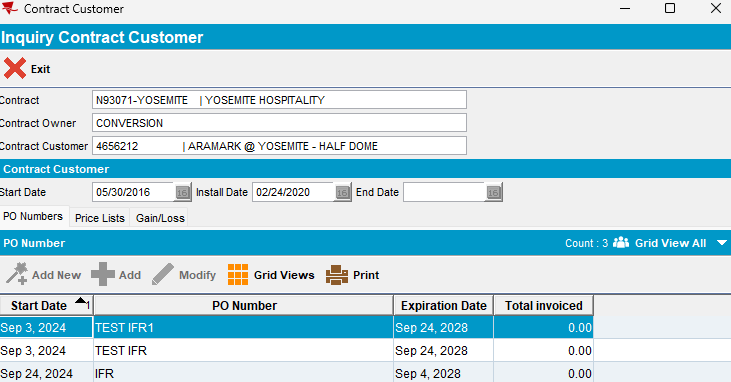 Contract Customer
Inquiry Contract Customer
Exit
Contract N93071-YOSEMITE | YOSEMITE HOSPITALITY
Contract Owner CONVERSION
Contract Customer 4656212 | ARAMARK @ YOSEMITE - HALF DOME
Contract Customer
Start Date 05/30/2016 16 Install Date 02/24/2020 16 End Date 16
PO Numbers Price Lists Gain/Loss
PO Number Count : 3 Grid View All
Add New Add Modify Grid Views Print
Start Date 1 PO Number Expiration Date Total invoiced
Sep 3, 2024 TEST IFR1 Sep 24, 2028 0.00
Sep 3, 2024 TEST IFR Sep 24, 2028 0.00
Sep 24, 2024 IFR Sep 4, 2028 0.00